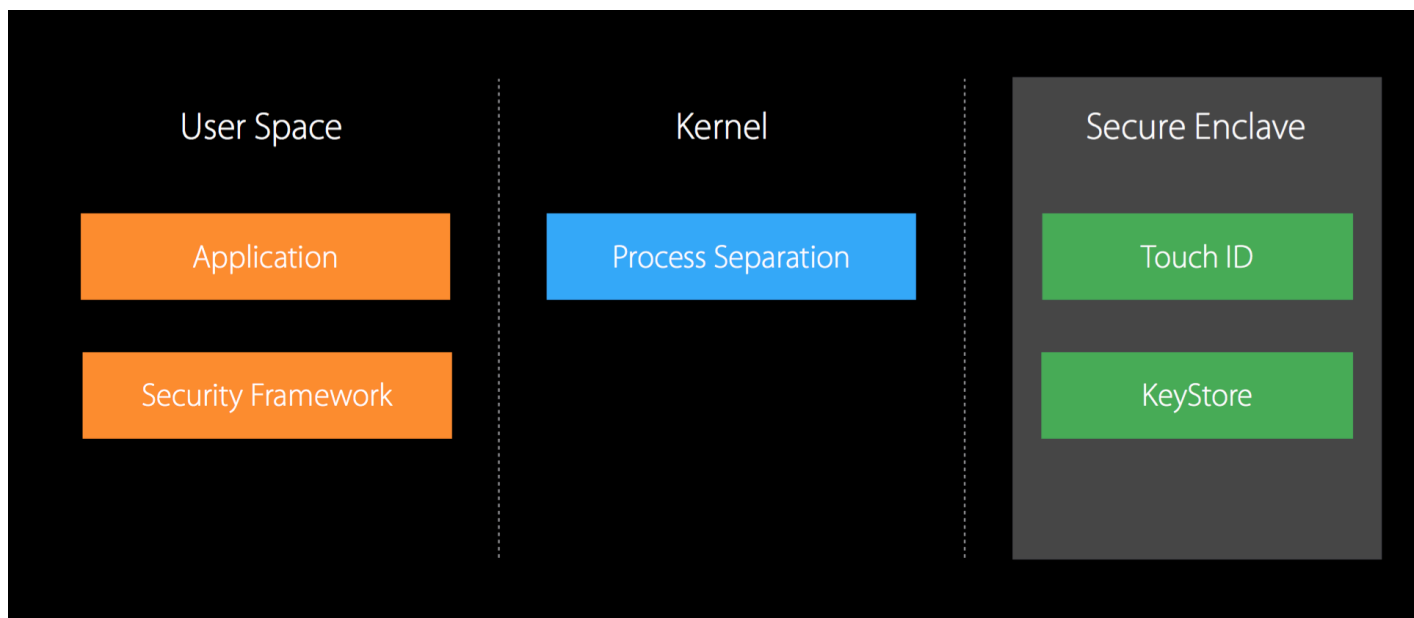 User Space
Kernel
Secure Enclave
Application
Process Separation
Touch ID
Security Framework
KeyStore